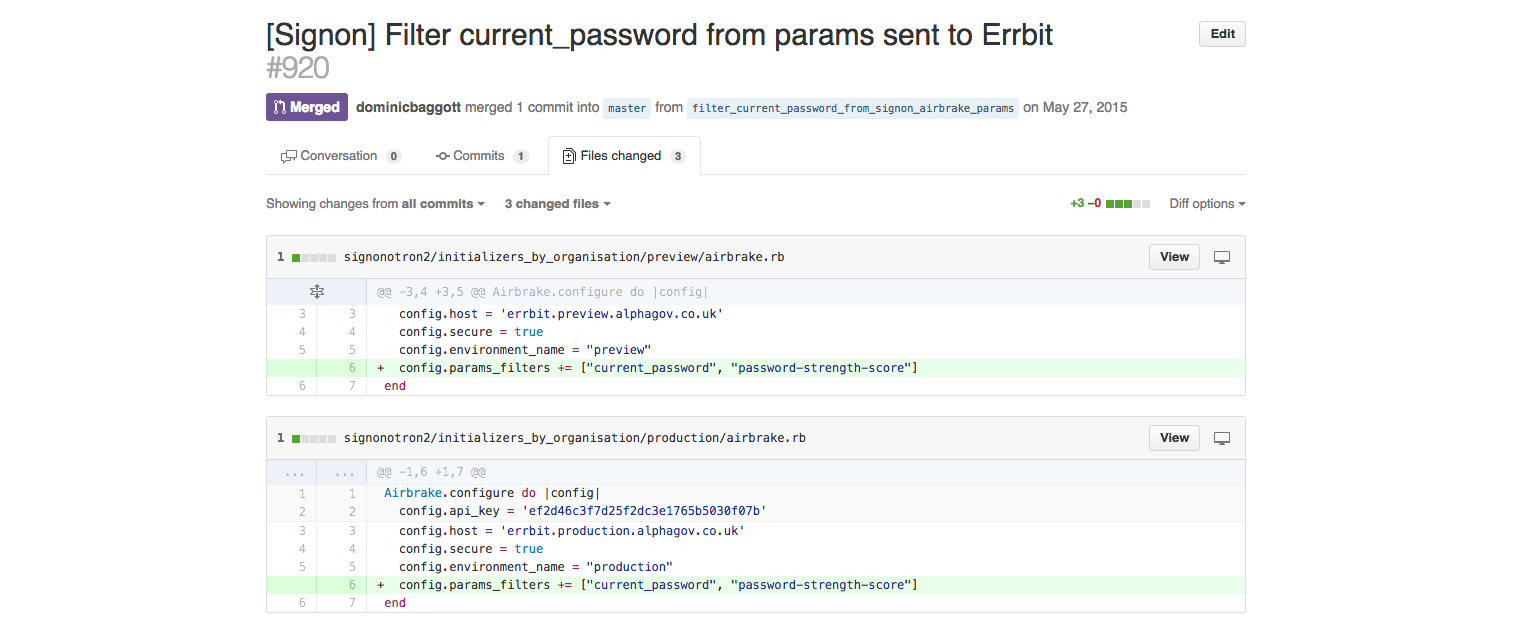 [Signon] Filter current_password from params sent to Errbit
Edit
#920
Merged dominicbaggott merged 1 commit into master from filter_current_password_from_signon_airbrake_params on May 27, 2015
Conversation 0 Commits 1 Files changed 3
Showing changes from all commits 3 changed files +3 −0 Diff options
1 signonotron2/initializers_by_organisation/preview/airbrake.rb View
@@ -3,4 +3,5 @@ Airbrake.configure do |config|
3 3 config.host = 'errbit.preview.alphagov.co.uk'
4 4 config.secure = true
5 5 config.environment_name = "preview"
6 + config.params_filters += ["current_password", "password-strength-score"]
6 7 end
1 signonotron2/initializers_by_organisation/production/airbrake.rb View
... ... @@ -1,6 +1,7 @@
1 1 Airbrake.configure do |config|
2 2 config.api_key = 'ef2d46c3f7d25f2dc3e1765b5030f07b'
3 3 config.host = 'errbit.production.alphagov.co.uk'
4 4 config.secure = true
5 5 config.environment_name = "production"
6 + config.params_filters += ["current_password", "password-strength-score"]
6 7 end